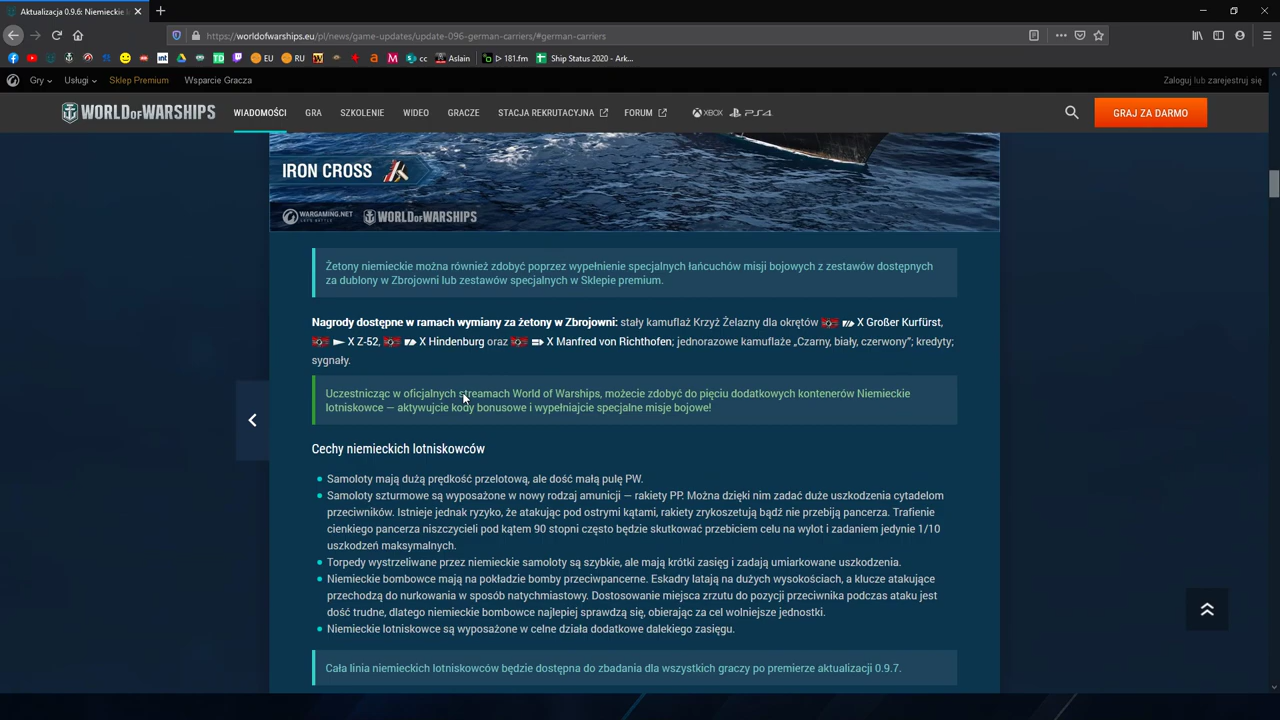 Aktualizacja 0.9.6: Niemieckie l
https://worldofwarships.eu/pl/news/game-updates/update-096-german-carriers/#german-carriers
EU
RU
cc
Aslain
181.fm
Ship Status 2020 - Ark...
Gry
Usługi
Sklep Premium
Wsparcie Gracza
Zaloguj lub zarejestruj się
WORLD OF WARSHIPS
WIADOMOŚCI
GRA
SZKOLENIE
WIDEO
GRACZE
STACJA REKRUTACYJNA
FORUM
XBOX
PS4
GRAJ ZA DARMO
IRON CROSS
WARGAMING.NET
LET'S BATTLE
WORLD OF WARSHIPS
Żetony niemieckie można również zdobyć poprzez wypełnienie specjalnych łańcuchów misji bojowych z zestawów dostępnych
za dublony w Zbrojowni lub zestawów specjalnych w Sklepie premium.
Nagrody dostępne w ramach wymiany za żetony w Zbrojowni: stały kamuflaż Krzyż Żelazny dla okrętów X Großer Kurfürst,
X Z-52, X Hindenburg oraz X Manfred von Richthofen; jednorazowe kamuflaże „Czarny, biały, czerwony"; kredyty;
sygnały.
Uczestnicząc w oficjalnych streamach World of Warships, możecie zdobyć do pięciu dodatkowych kontenerów Niemieckie
lotniskowce — aktywujcie kody bonusowe i wypełniajcie specjalne misje bojowe!
Cechy niemieckich lotniskowców
Samoloty mają dużą prędkość przelotową, ale dość małą pulę PW.
Samoloty szturmowe są wyposażone w nowy rodzaj amunicji — rakiety PP. Można dzięki nim zadać duże uszkodzenia cytadelom
przeciwników. Istnieje jednak ryzyko, że atakując pod ostrymi kątami, rakiety zrykoszetują bądź nie przebiją pancerza. Trafienie
cienkiego pancerza niszczycieli pod kątem 90 stopni często będzie skutkować przebiciem celu na wylot i zadaniem jedynie 1/10
uszkodzeń maksymalnych.
Torpedy wystrzeliwane przez niemieckie samoloty są szybkie, ale mają krótki zasięg i zadają umiarkowane uszkodzenia.
Niemieckie bombowce mają na pokładzie bomby przeciwpancerne. Eskadry latają na dużych wysokościach, a klucze atakujące
przechodzą do nurkowania w sposób natychmiastowy. Dostosowanie miejsca zrzutu do pozycji przeciwnika podczas ataku jest
dość trudne, dlatego niemieckie bombowce najlepiej sprawdzą się, obierając za cel wolniejsze jednostki.
Niemieckie lotniskowce są wyposażone w celne działa dodatkowe dalekiego zasięgu.
Cała linia niemieckich lotniskowców będzie dostępna do zbadania dla wszystkich graczy po premierze aktualizacji 0.9.7.